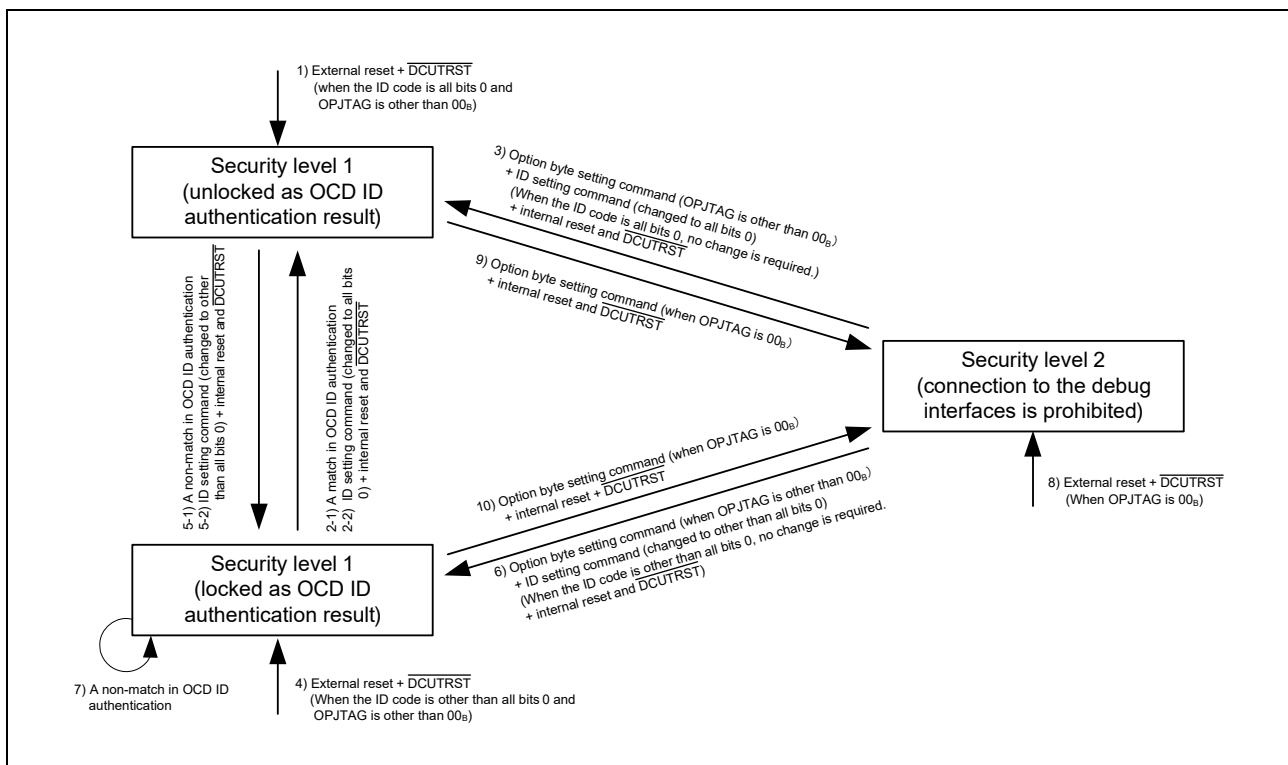 1) External reset + DCUTRST
(when the ID code is all bits 0 and
OPJTAG is other than 00B)
Security level 1
(unlocked as OCD ID
authentication result)
3) Option byte setting command (OPJTAG is other than 00B)
+ ID setting command (changed to all bits 0)
(When the ID code is all bits 0, no change is required.)
+ internal reset and DCUTRST
9) Option byte setting command (when OPJTAG is 00B)
+ internal reset and DCUTRST
5-1) A non-match in OCD ID authentication
5-2) ID setting command (changed to other
than all bits 0) + internal reset and DCUTRST
2-1) A match in OCD ID authentication
2-2) ID setting command (changed to all bits
0) + internal reset and DCUTRST
Security level 2
(connection to the debug
interfaces is prohibited)
8) External reset + DCUTRST
(When OPJTAG is 00B)
10) Option byte setting command (when OPJTAG is 00B)
+ internal reset + DCUTRST
6) Option byte setting command (when OPJTAG is other than 00B)
+ ID setting command (changed to other than all bits 0)
(When the ID code is other than all bits 0, no change is required.
+ internal reset and DCUTRST)
Security level 1
(locked as OCD ID
authentication result)
7) A non-match in OCD ID
authentication
4) External reset + DCUTRST
(When the ID code is other than all bits 0 and
OPJTAG is other than 00B)